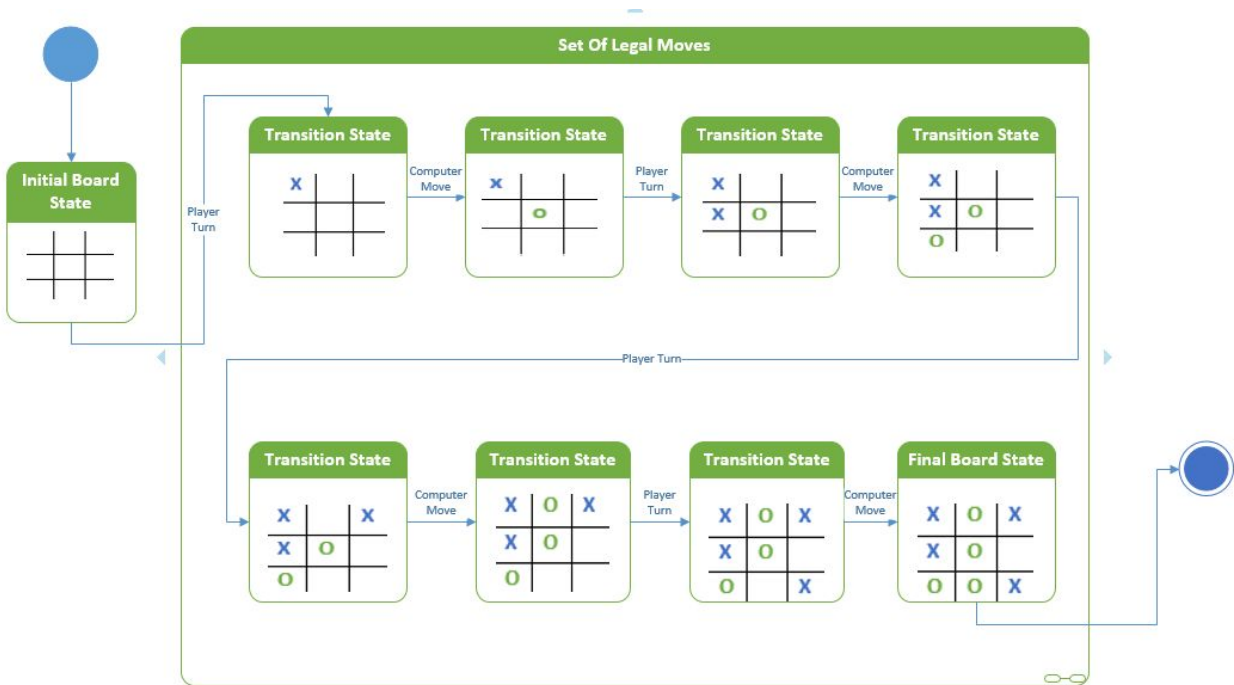 Set Of Legal Moves
Initial Board
State
Player
Turn
Transition State
X
Computer
Move
Transition State
X
O
Player
Turn
Transition State
X
X O
Computer
Move
Transition State
X
X O
O
Player Turn
Transition State
X X
X O
O
Computer
Move
Transition State
X O X
X O
O
Player
Turn
Transition State
X O X
X O
O X
Computer
Move
Final Board State
X O X
X O
O O X